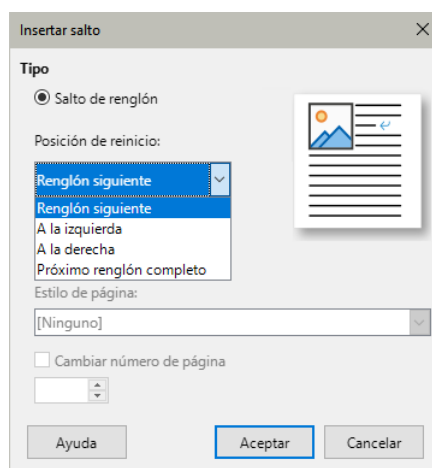 Insertar salto
Tipo
Salto de renglón
Posición de reinicio:
Renglón siguiente
Renglón siguiente
A la izquierda
A la derecha
Próximo renglón completo
Estilo de página:
[Ninguno]
Cambiar número de página
Ayuda
Aceptar
Cancelar